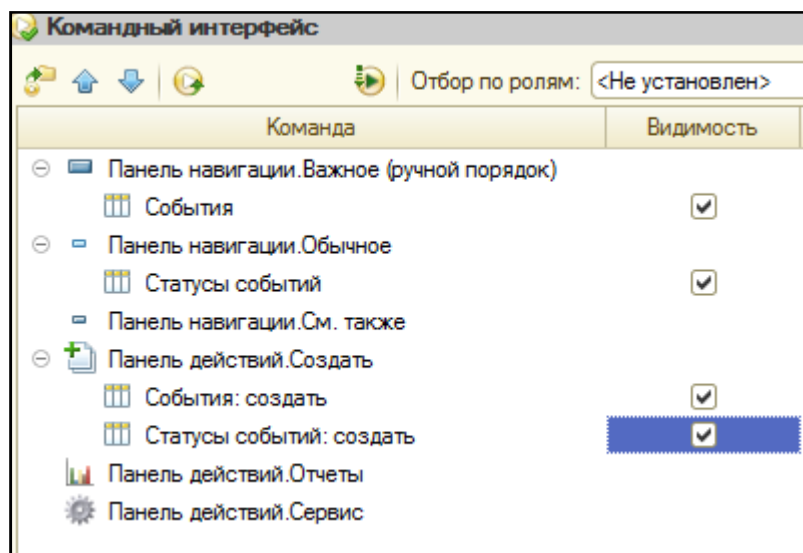 Командный интерфейс
Отбор по ролям: <Не установлен>
Команда Видимость
Панель навигации.Важное (ручной порядок)
События
Панель навигации.Обычное
Статусы событий
Панель навигации.См. также
Панель действий.Создать
События: создать
Статусы событий: создать
Панель действий.Отчеты
Панель действий.Сервис